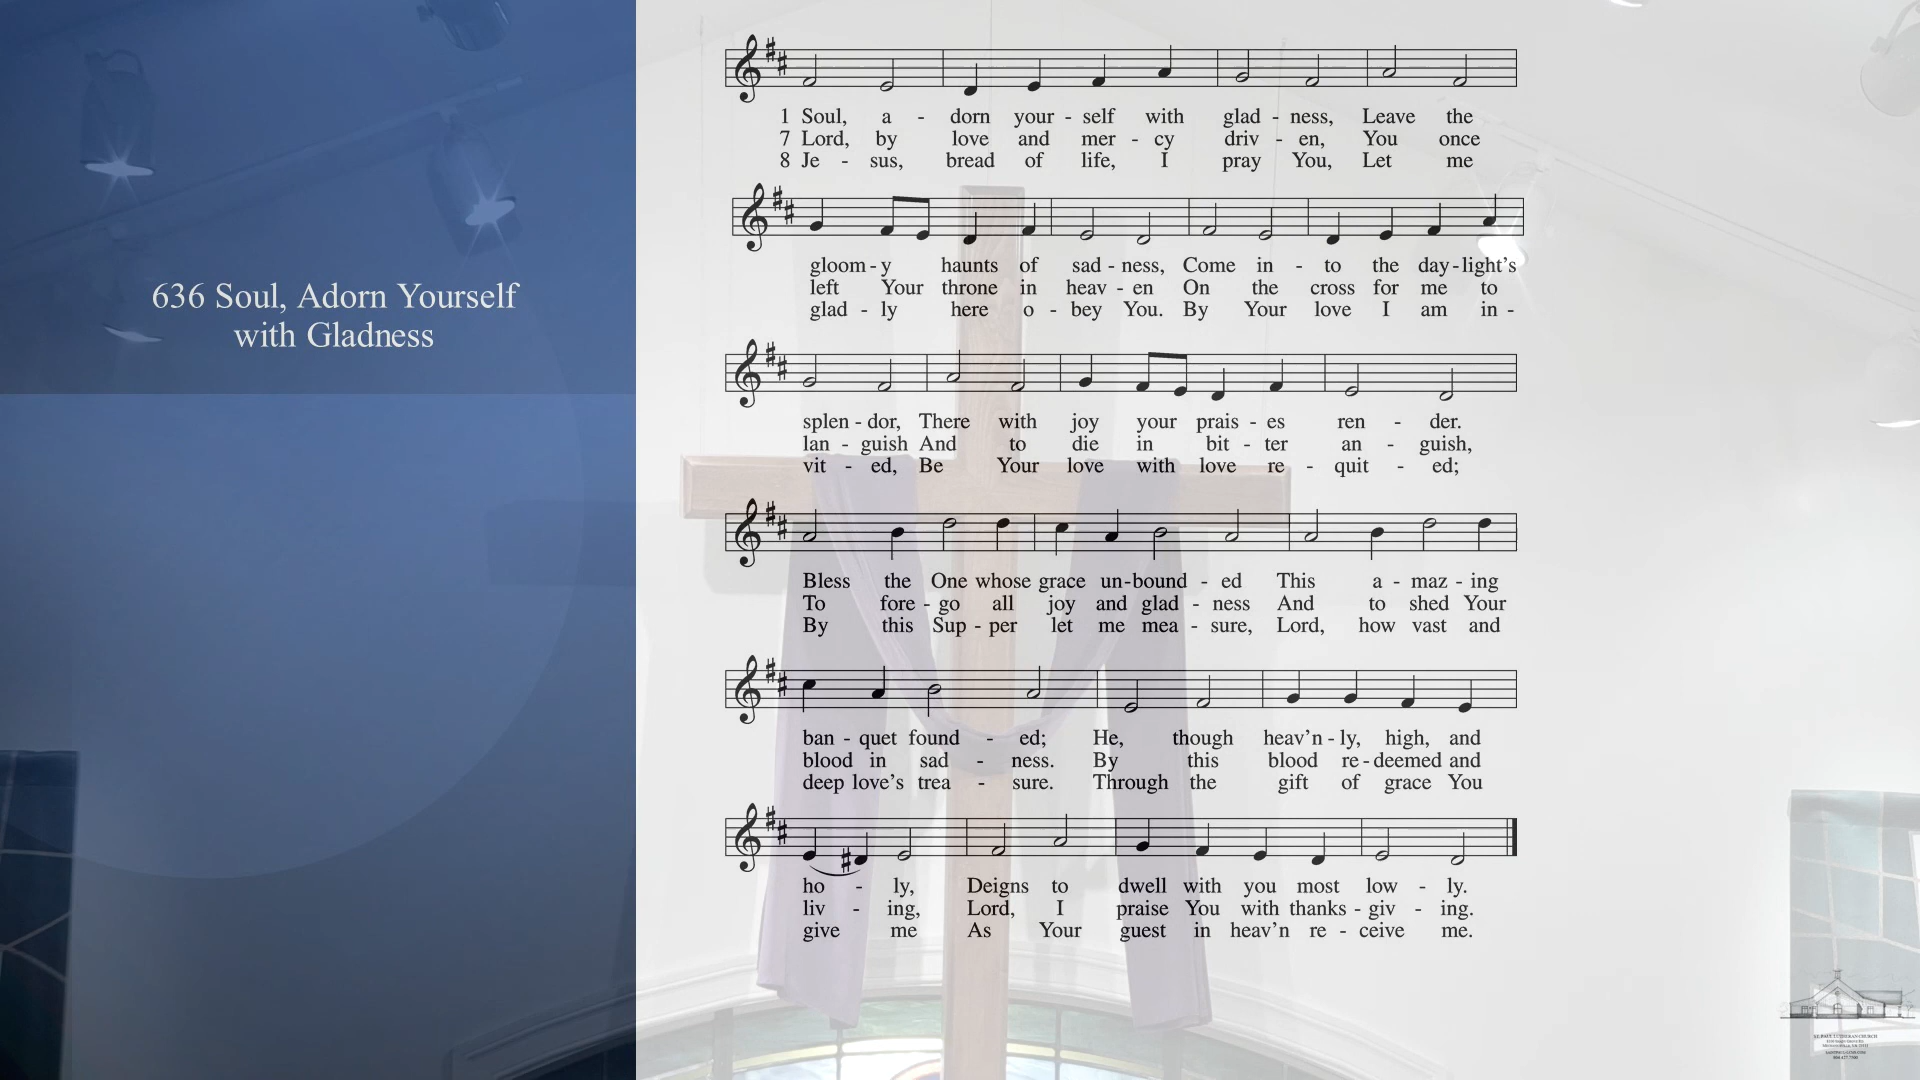 636 Soul, Adorn Yourself
with Gladness
1 Soul, a - dorn your - self with glad - ness, Leave the
7 Lord, by love and mer - cy driv - en, You once
8 Je - sus, bread of life, I pray You, Let me
gloom - y haunts of sad - ness, Come in - to the day - light's
left Your throne in heav - en On the cross for me to
glad - ly here o - bey You. By Your love I am in -
splen - dor, There with joy your prais - es ren - der.
lan - guish And to die in bit - ter an - guish,
vit - ed, Be Your love with love re - quit - ed;
Bless the One whose grace un - bound - ed This a - maz - ing
To fore - go all joy and glad - ness And to shed Your
By this Sup - per let me mea - sure, Lord, how vast and
ban - quet found - ed; He, though heav'n - ly, high, and
blood in sad - ness. By this blood re - deemed and
deep love's trea - sure. Through the gift of grace You
ho - ly, Deigns to dwell with you most low - ly.
liv - ing, Lord, I praise You with thanks - giv - ing.
give me As Your guest in heav'n re - ceive me.
ST. PAUL LUTHERAN CHURCH